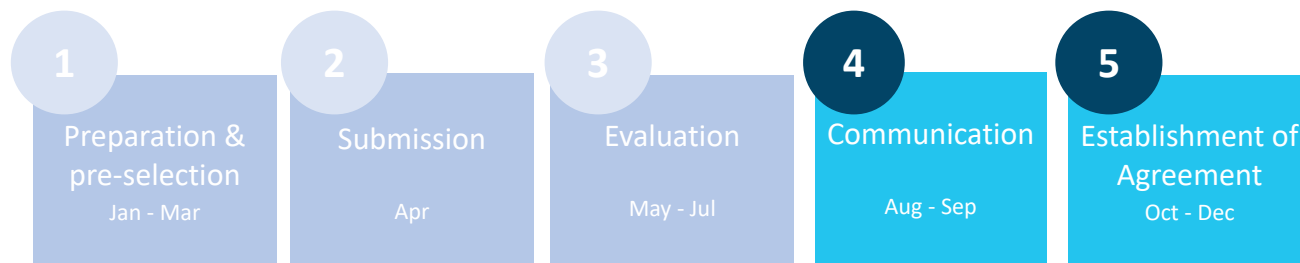 1
Preparation &
pre-selection
Jan - Mar
2
Submission
Apr
3
Evaluation
May - Jul
4
Communication
Aug - Sep
5
Establishment of
Agreement
Oct - Dec